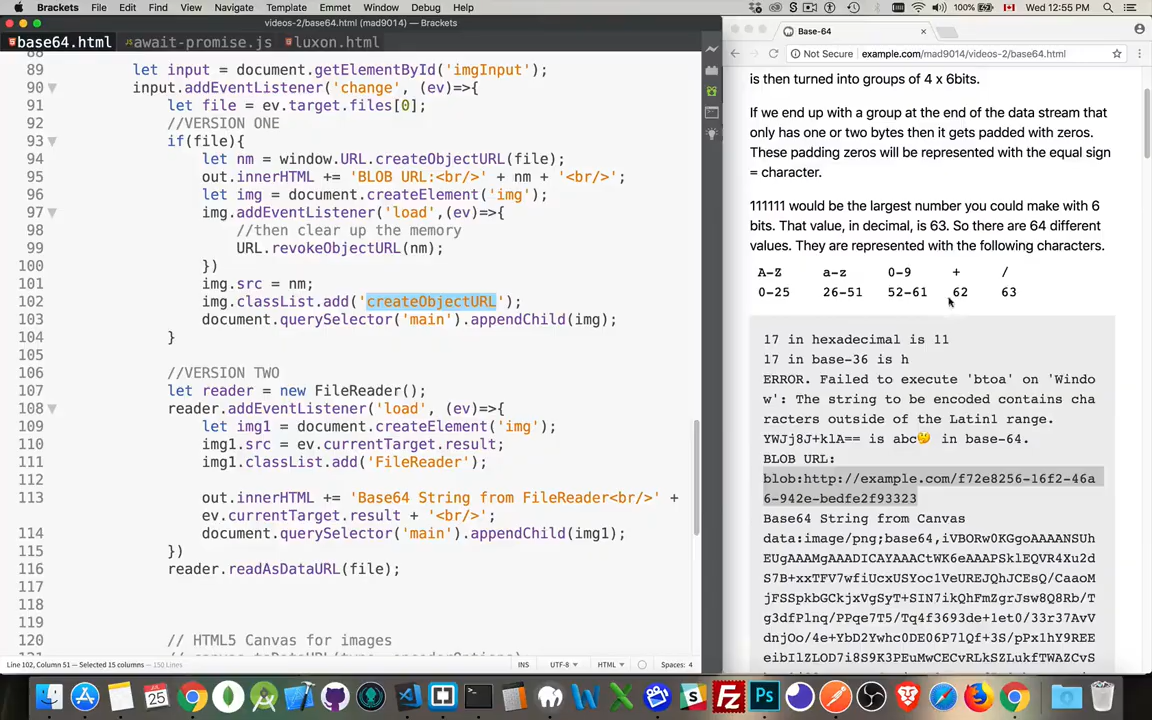 Brackets File Edit Find View Navigate Template Emmet Window Debug Help 100% Wed 12:55 PM
videos-2/base64.html (mad9014) — Brackets
base64.html await-promise.js luxon.html
88
89 let input = document.getElementById('imgInput');
90 input.addEventListener('change', (ev)=>{
91 let file = ev.target.files[0];
92 //VERSION ONE
93 if(file){
94 let nm = window.URL.createObjectURL(file);
95 out.innerHTML += 'BLOB URL:<br/>' + nm + '<br/>';
96 let img = document.createElement('img');
97 img.addEventListener('load',(ev)=>{
98 //then clear up the memory
99 URL.revokeObjectURL(nm);
100 })
101 img.src = nm;
102 img.classList.add('createObjectURL');
103 document.querySelector('main').appendChild(img);
104 }
105
106 //VERSION TWO
107 let reader = new FileReader();
108 reader.addEventListener('load', (ev)=>{
109 let img1 = document.createElement('img');
110 img1.src = ev.currentTarget.result;
111 img1.classList.add('FileReader');
112
113 out.innerHTML += 'Base64 String from FileReader<br/>' +
ev.currentTarget.result + '<br/>';
114 document.querySelector('main').appendChild(img1);
115 })
116 reader.readAsDataURL(file);
117
118
119
120 // HTML5 Canvas for images
Line 102, Column 51 — Selected 15 characters — 150 Lines INS UTF-8 HTML Spaces: 4
Base-64
Not Secure example.com/mad9014/videos-2/base64.html
is then turned into groups of 4 x 6bits.
If we end up with a group at the end of the data stream that
only has one or two bytes then it gets padded with zeros.
These padding zeros will be represented with the equal sign
= character.
111111 would be the largest number you could make with 6
bits. That value, in decimal, is 63. So there are 64 different
values. They are represented with the following characters.
A-Z a-z 0-9 + /
0-25 26-51 52-61 62 63
17 in hexadecimal is 11
17 in base-36 is h
ERROR. Failed to execute 'btoa' on 'Windo
w': The string to be encoded contains cha
racters outside of the Latin1 range.
YWJj8J+klA== is abc🤔 in base-64.
BLOB URL:
blob:http://example.com/f72e8256-16f2-46a
6-942e-bedfe2f93323
Base64 String from Canvas
data:image/png;base64,iVBORw0KGgoAAAANSUh
EUgAAAMgAAADICAYAAACtWK6eAAAPSklEQVR4Xu2d
S7B+xxTFV7wfiUcxUSYoc1VeUREJQhJCEsQ/CaaoM
jFSSpkbGCkjxVgSyT+SIN7ikQhFmZgrJsw8Q8Rb/T
g3dfPlnq/PPqe7T5/Tq4f3693de+1et0/33r37AvV
dnjOo/4e+YbD2Ywhc0DE06P7lQf+3S/pPx1hY9REE
eibIlZLOD7i8S9K3PEuMwCECvRLkSZLukfTWAZCvS